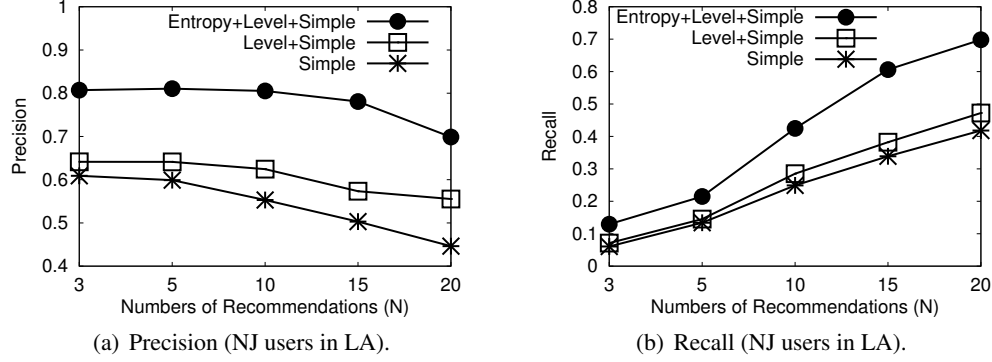 1
0.9
0.8
0.7
0.6
0.5
0.4
Precision
Entropy+Level+Simple
Level+Simple
Simple
3 5 10 15 20
Numbers of Recommendations (N)
(a) Precision (NJ users in LA).
0.8
0.7
0.6
0.5
0.4
0.3
0.2
0.1
0
Recall
Entropy+Level+Simple
Level+Simple
Simple
3 5 10 15 20
Numbers of Recommendations (N)
(b) Recall (NJ users in LA).